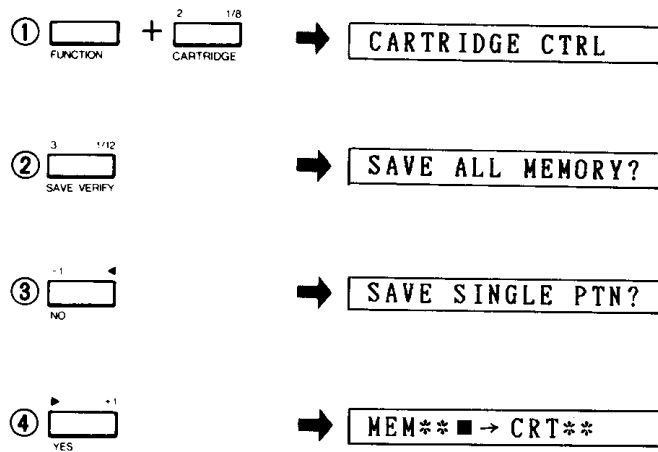 2 1/8
① + CARTRIDGE CTRL
FUNCTION CARTRIDGE
3 1/12
② SAVE ALL MEMORY?
SAVE VERIFY
-1 ◀
③ SAVE SINGLE PTN?
NO
▶ +1
④ MEM**■→CRT**
YES